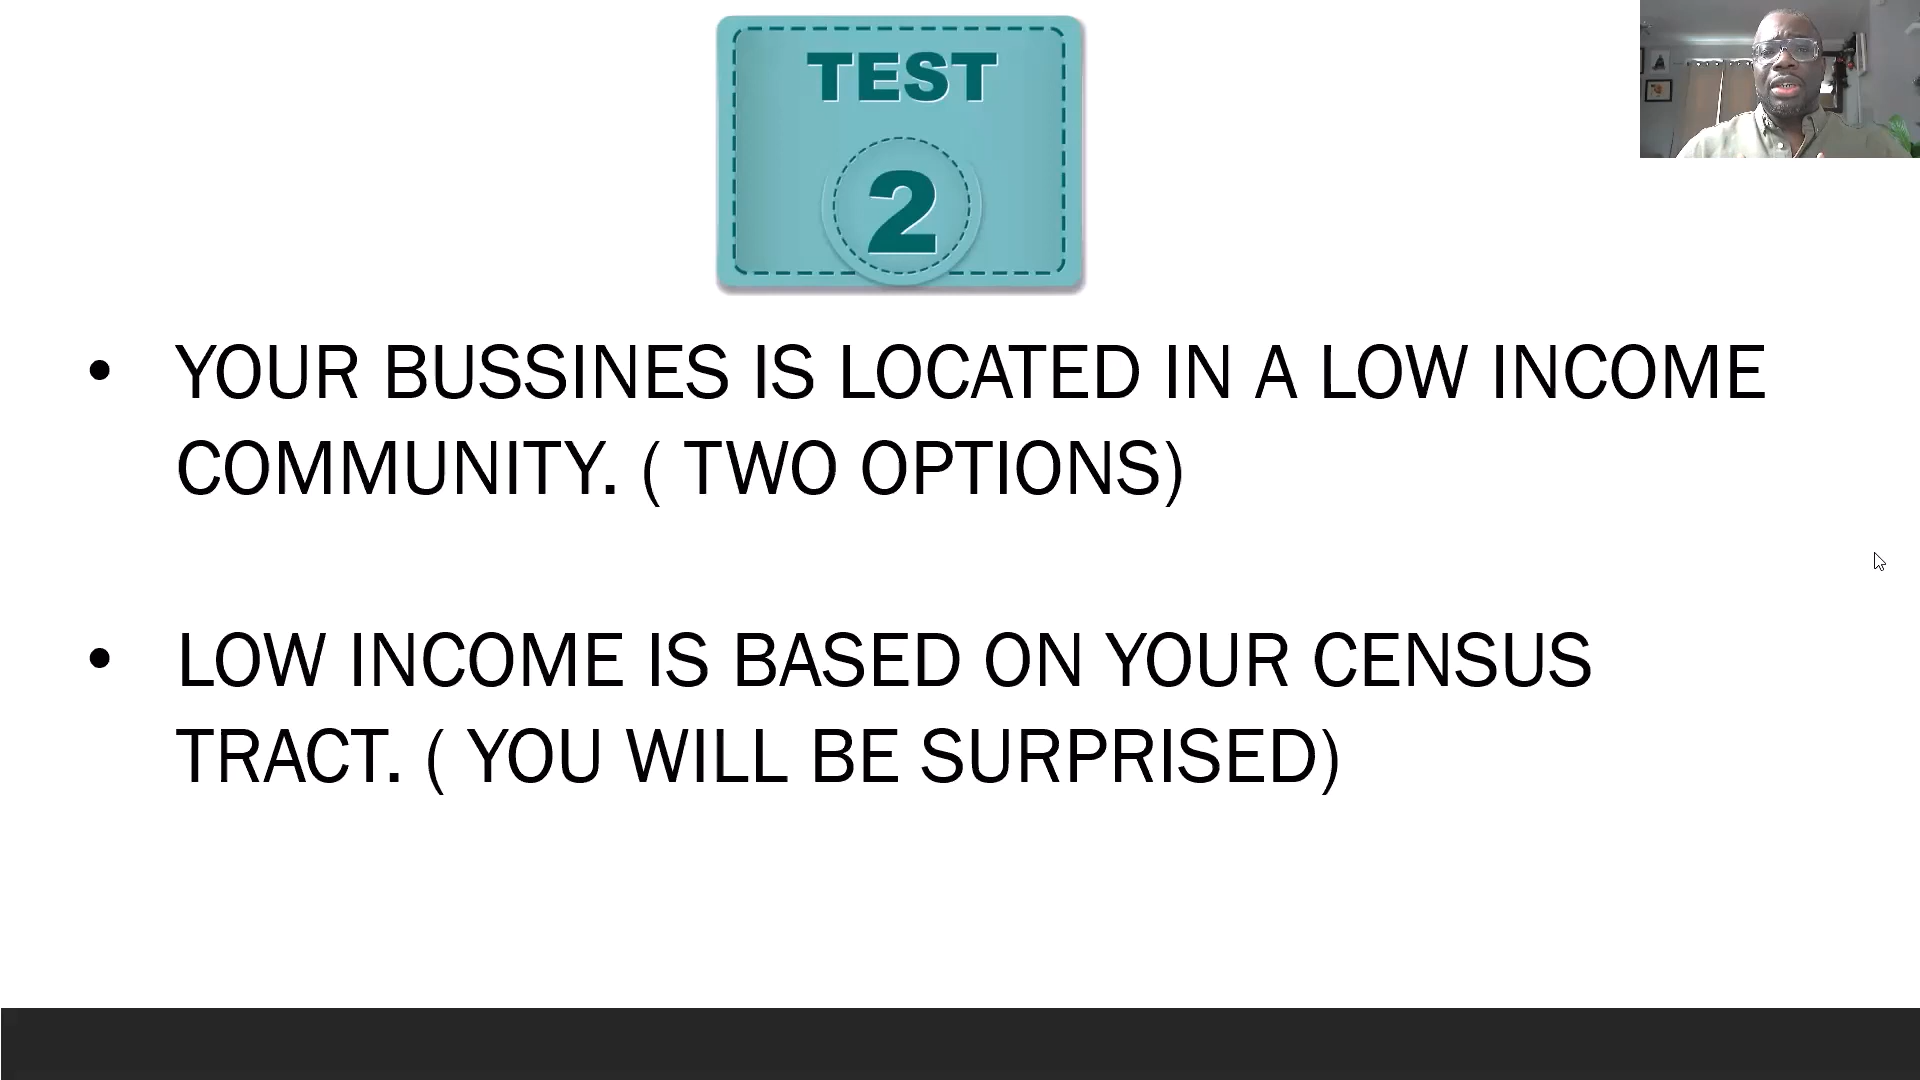 TEST
2
• YOUR BUSSINES IS LOCATED IN A LOW INCOME
COMMUNITY. ( TWO OPTIONS)
• LOW INCOME IS BASED ON YOUR CENSUS
TRACT. ( YOU WILL BE SURPRISED)